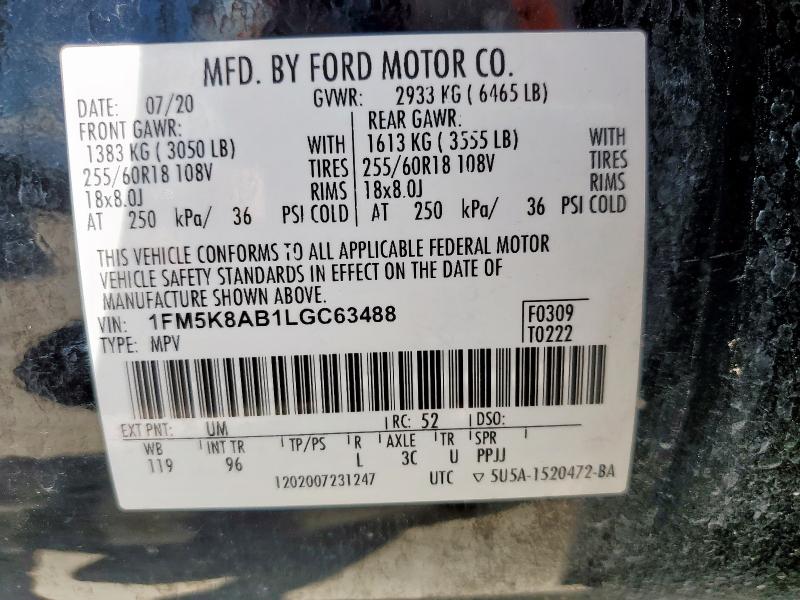 MFD. BY FORD MOTOR CO.
DATE: 07/20 GVWR: 2933 KG ( 6465 LB)
FRONT GAWR: REAR GAWR:
1383 KG ( 3050 LB) WITH 1613 KG ( 3555 LB) WITH
255/60R18 108V TIRES 255/60R18 108V TIRES
18x8.0J RIMS 18x8.0J RIMS
AT 250 kPa/ 36 PSI COLD AT 250 kPa/ 36 PSI COLD
THIS VEHICLE CONFORMS TO ALL APPLICABLE FEDERAL MOTOR
VEHICLE SAFETY STANDARDS IN EFFECT ON THE DATE OF
MANUFACTURE SHOWN ABOVE.
VIN: 1FM5K8AB1LGC63488 F0309
TYPE: MPV T0222
EXT PNT: UM RC: 52 DSO:
WB INT TR TP/PS R AXLE TR SPR
119 96 L 3C U PPJJ
1202007231247 UTC ▽ 5U5A-1520472-BA